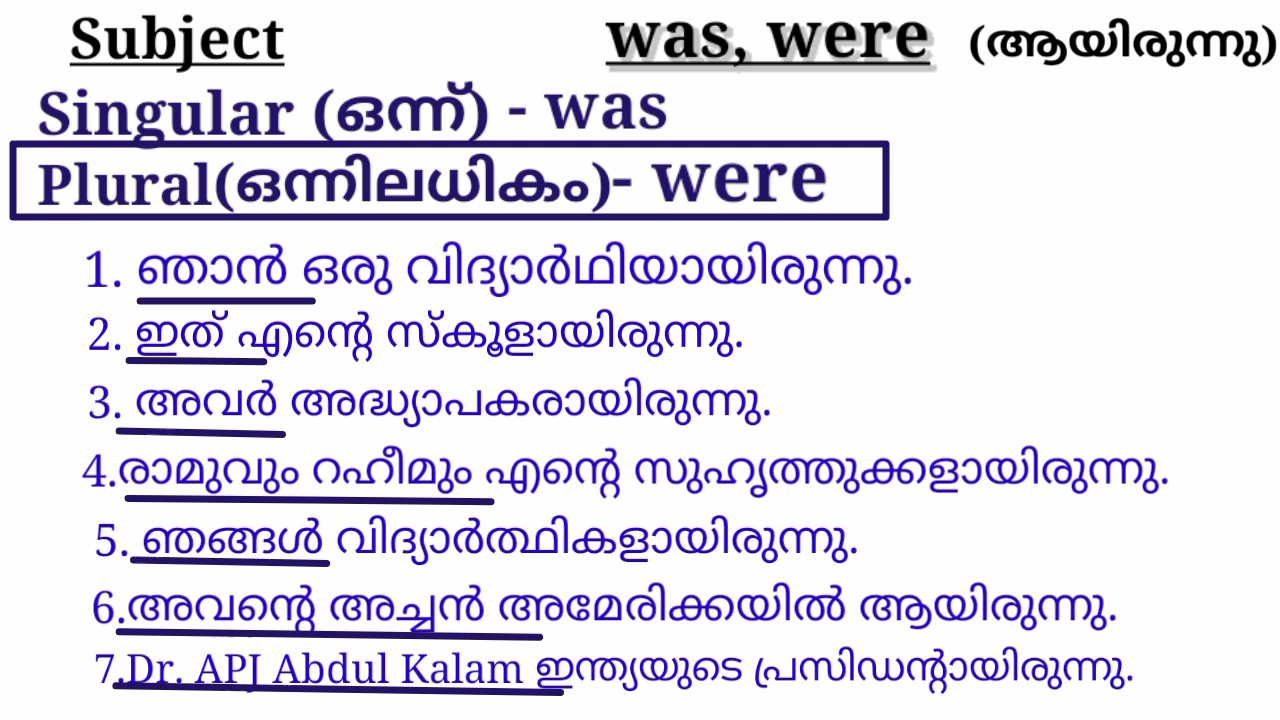 Subject was, were (ആയിരുന്നു)
Singular (ഒന്ന്) - was
Plural(ഒന്നിലധികം)- were
1. ഞാൻ ഒരു വിദ്യാർഥിയായിരുന്നു.
2. ഇത് എന്റെ സ്കൂളായിരുന്നു.
3. അവർ അദ്ധ്യാപകരായിരുന്നു.
4.രാമുവും റഹീമും എന്റെ സുഹൃത്തുക്കളായിരുന്നു.
5. ഞങ്ങൾ വിദ്യാർത്ഥികളായിരുന്നു.
6.അവന്റെ അച്ചൻ അമേരിക്കയിൽ ആയിരുന്നു.
7.Dr. APJ Abdul Kalam ഇന്ത്യയുടെ പ്രസിഡന്റായിരുന്നു.